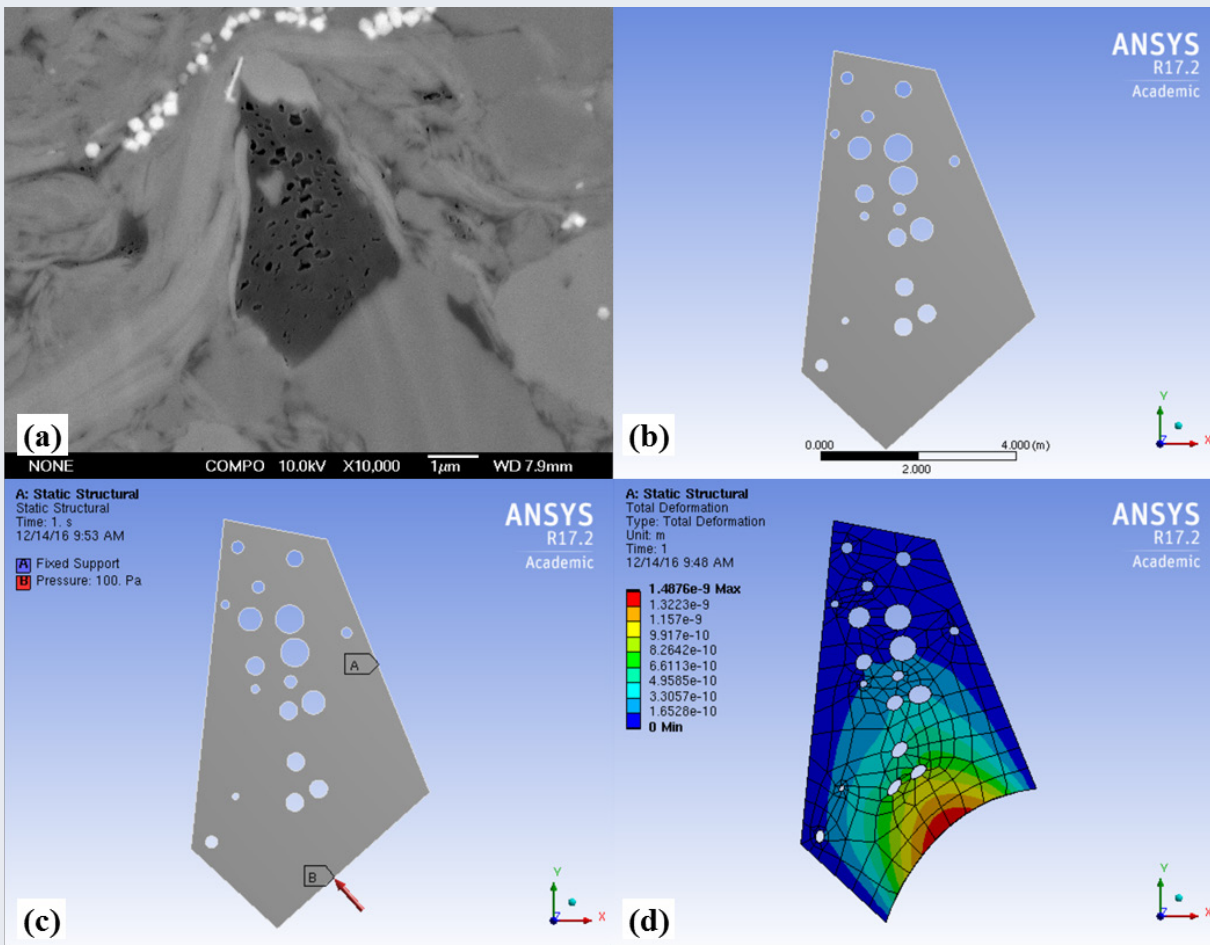 (a)
NONE COMPO 10.0kV X10,000 1µm WD 7.9mm
ANSYS
R17.2
Academic
(b)
0.000 4.000 (m)
2.000
Y
Z X
A: Static Structural
Static Structural
Time: 1. s
12/14/16 9:53 AM
A Fixed Support
B Pressure: 100. Pa
ANSYS
R17.2
Academic
A
B
(c)
Y
Z X
A: Static Structural
Total Deformation
Type: Total Deformation
Unit: m
Time: 1
12/14/16 9:48 AM
1.4876e-9 Max
1.3223e-9
1.157e-9
9.917e-10
8.2642e-10
6.6113e-10
4.9585e-10
3.3057e-10
1.6528e-10
0 Min
ANSYS
R17.2
Academic
(d)
Y
Z X